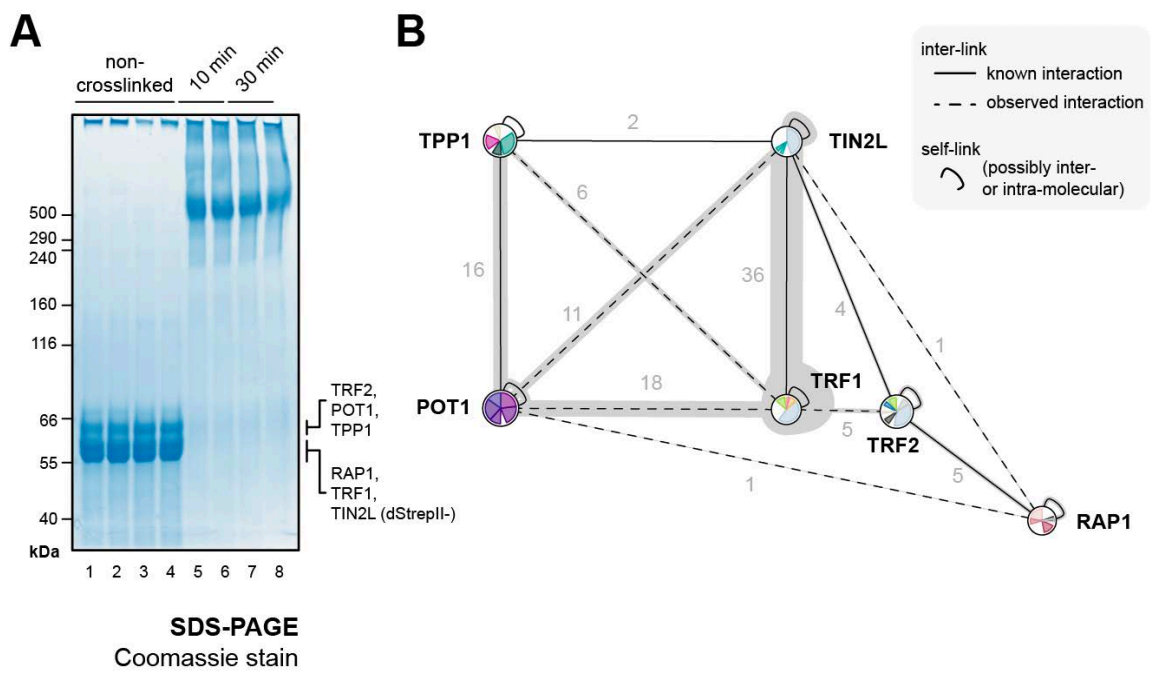 A
non-
crosslinked
10 min
30 min
500
290
240
160
116
66
55
40
kDa
1 2 3 4 5 6 7 8
TRF2,
POT1,
TPP1
RAP1,
TRF1,
TIN2L (dStrepII-)
SDS-PAGE
Coomassie stain
B
inter-link
known interaction
observed interaction
self-link
(possibly inter-
or intra-molecular)
TPP1
2
TIN2L
6
16
36
11
4
1
18
TRF1
POT1
5
TRF2
1
5
RAP1